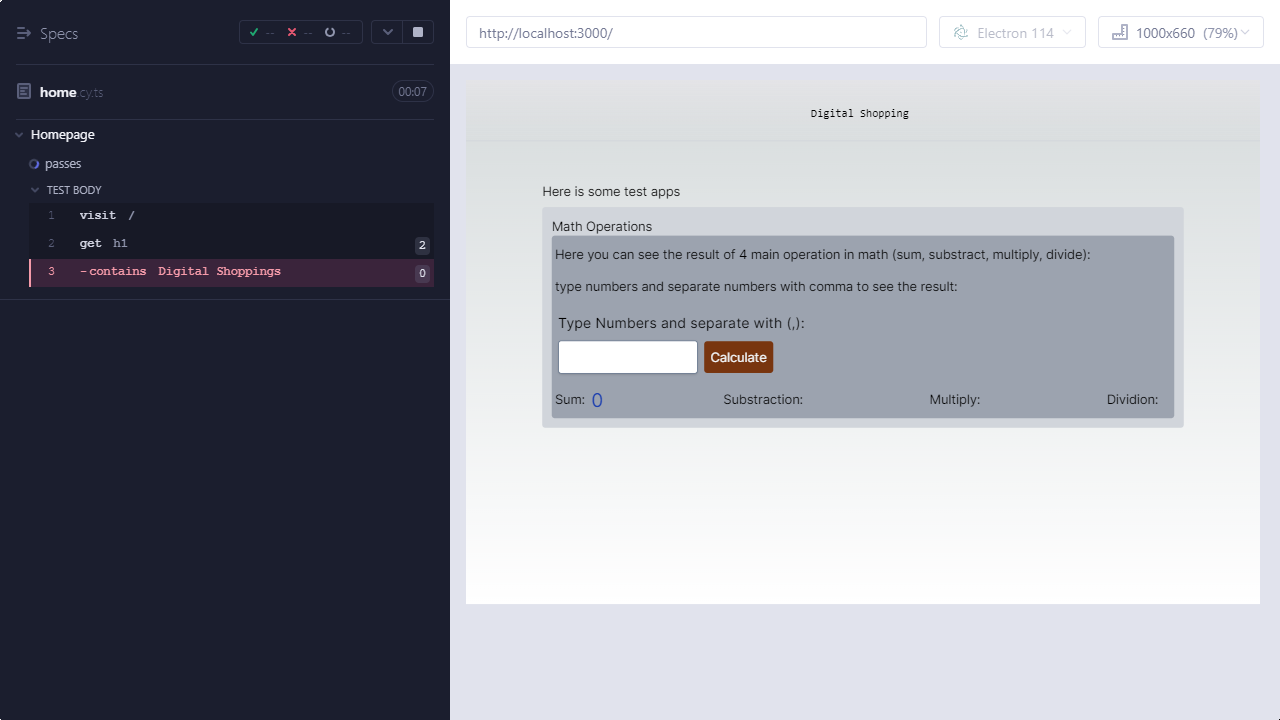 Specs
-- -- --
home.cy.ts 00:07
Homepage
passes
TEST BODY
1 visit /
2 get h1 2
3 -contains Digital Shoppings 0
http://localhost:3000/
Electron 114
1000x660 (79%)
Digital Shopping
Here is some test apps
Math Operations
Here you can see the result of 4 main operation in math (sum, substract, multiply, divide):
type numbers and separate numbers with comma to see the result:
Type Numbers and separate with (,):
Calculate
Sum: 0 Substraction: Multiply: Dividion: